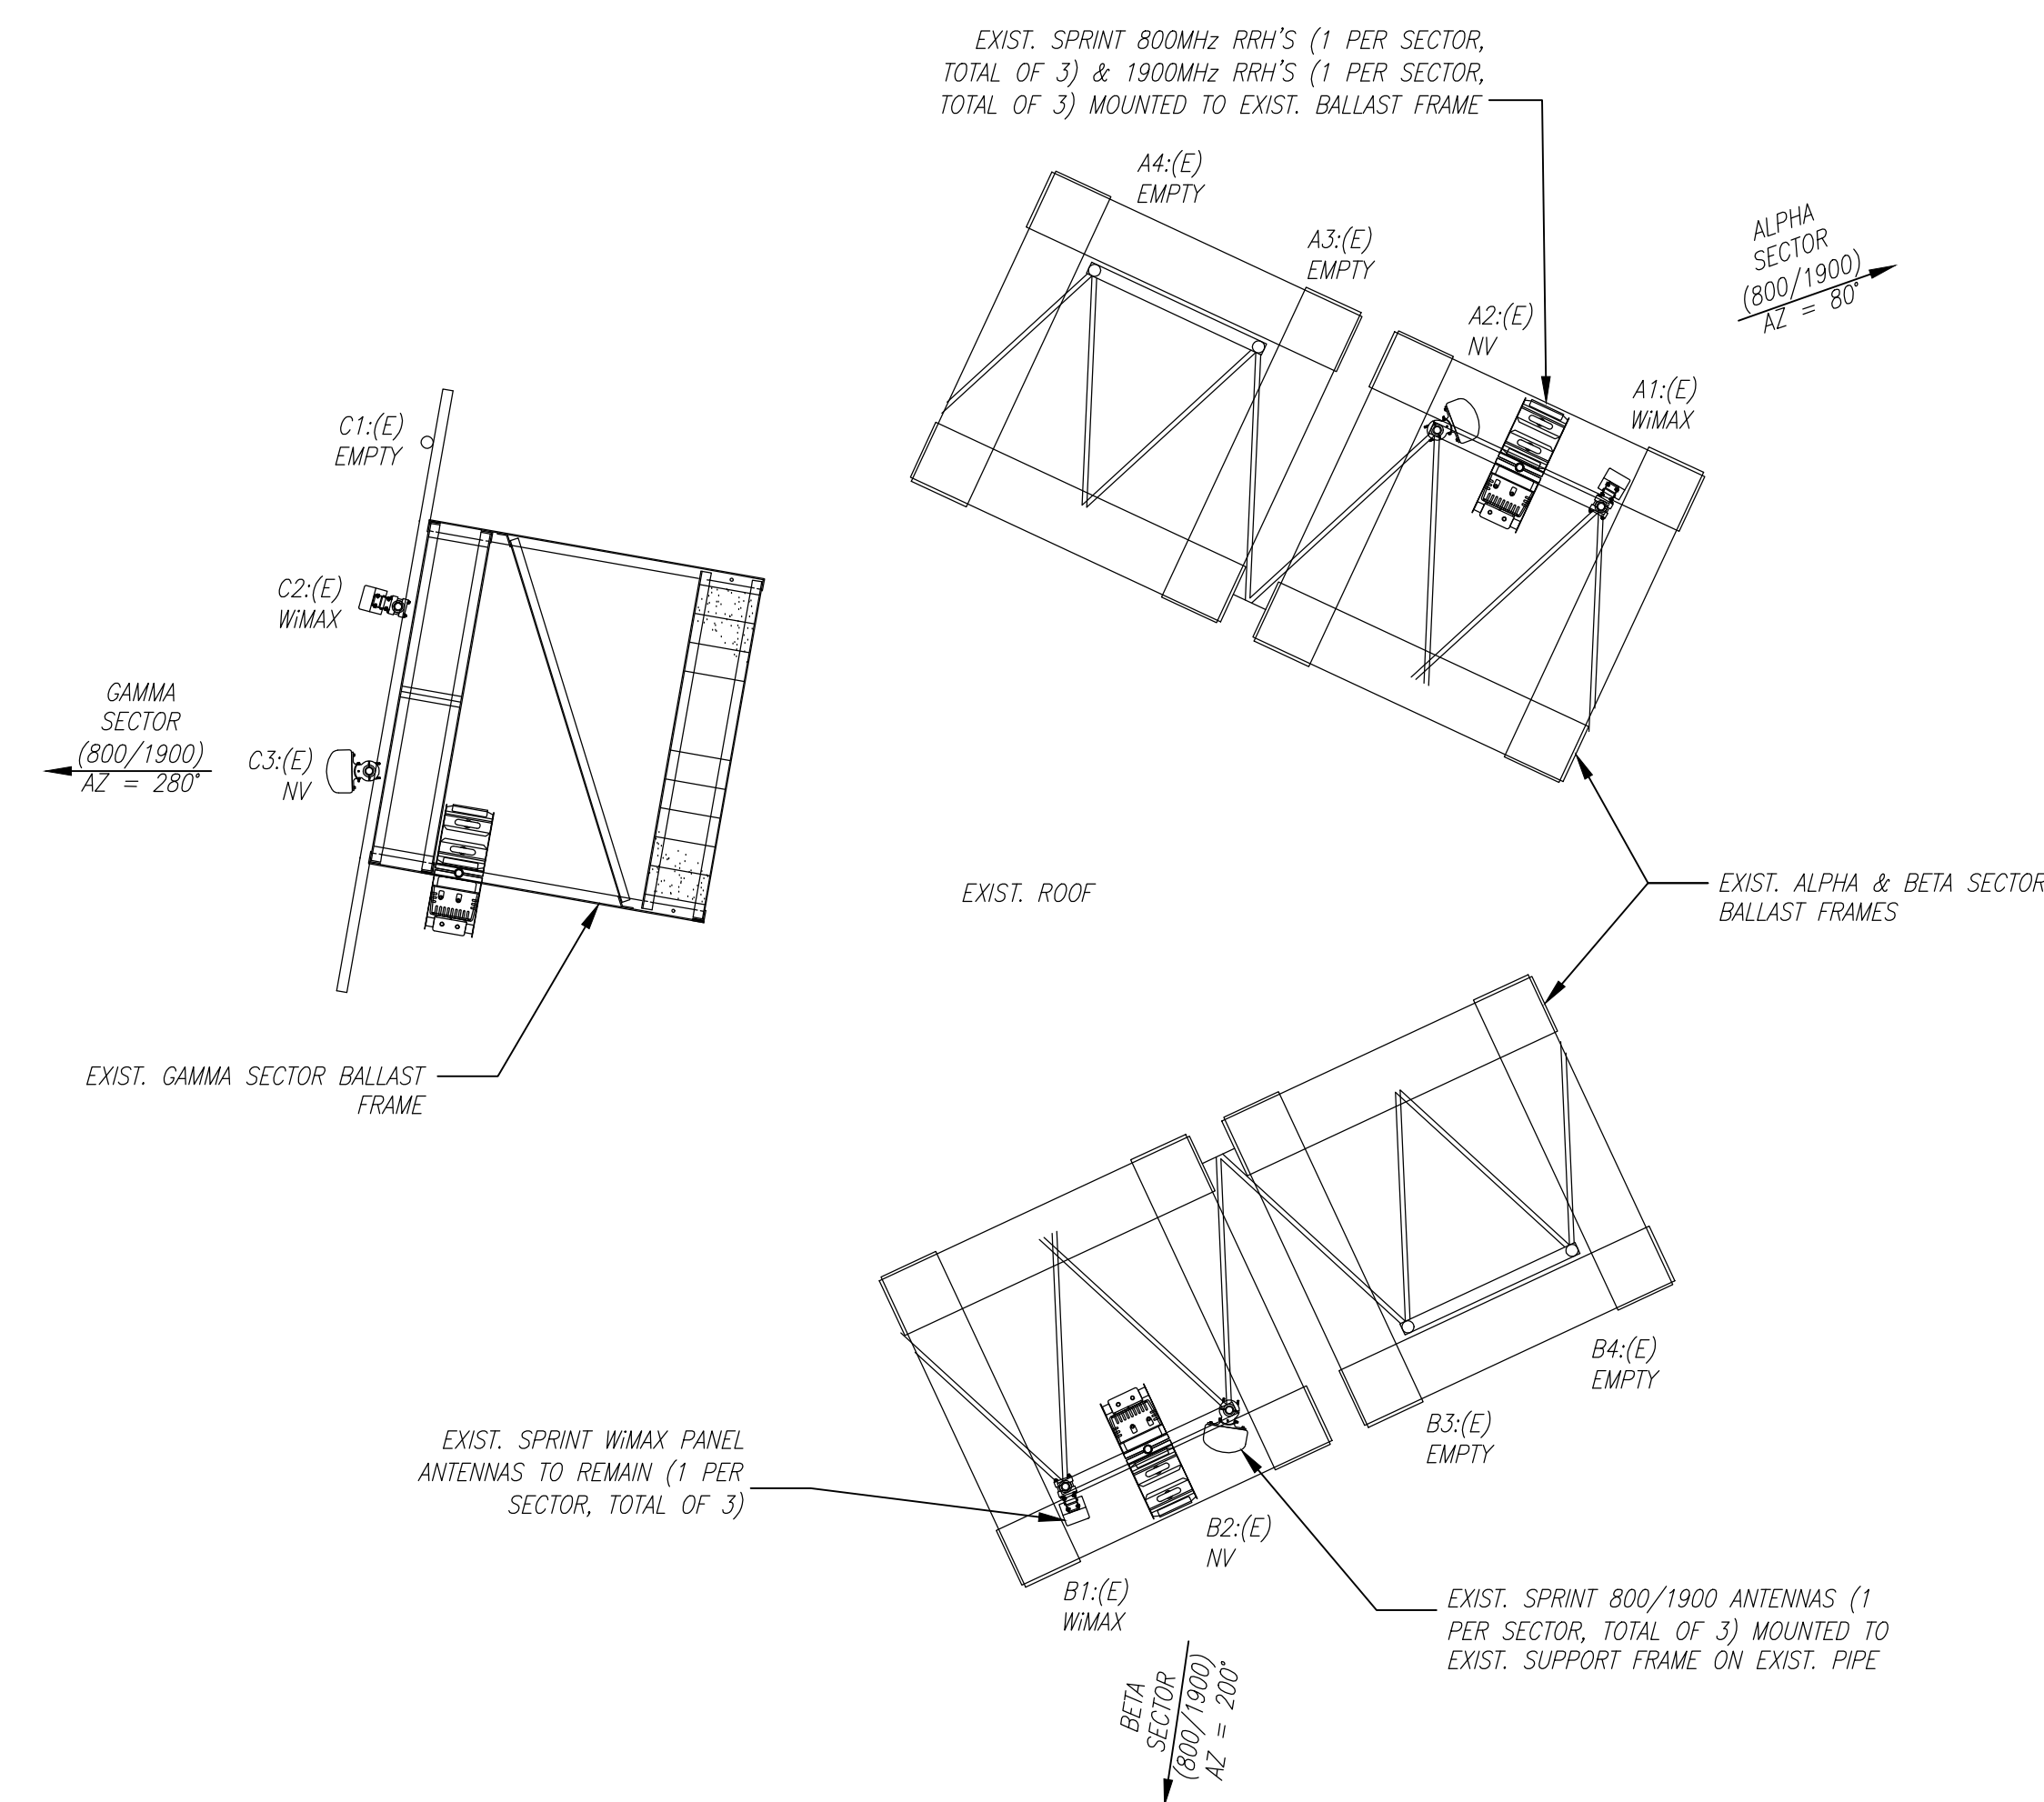 EXIST. SPRINT 800MHz RRH'S (1 PER SECTOR,
TOTAL OF 3) & 1900MHz RRH'S (1 PER SECTOR,
TOTAL OF 3) MOUNTED TO EXIST. BALLAST FRAME
A4:(E)
EMPTY
A3:(E)
EMPTY
A2:(E)
NV
A1:(E)
WiMAX
ALPHA
SECTOR
(800/1900)
AZ = 80°
C1:(E)
EMPTY
C2:(E)
WiMAX
GAMMA
SECTOR
(800/1900)
AZ = 280°
C3:(E)
NV
EXIST. ROOF
EXIST. ALPHA & BETA SECTOR
BALLAST FRAMES
EXIST. GAMMA SECTOR BALLAST
FRAME
B4:(E)
EMPTY
B3:(E)
EMPTY
EXIST. SPRINT WiMAX PANEL
ANTENNAS TO REMAIN (1 PER
SECTOR, TOTAL OF 3)
B2:(E)
NV
B1:(E)
WiMAX
EXIST. SPRINT 800/1900 ANTENNAS (1
PER SECTOR, TOTAL OF 3) MOUNTED TO
EXIST. SUPPORT FRAME ON EXIST. PIPE
BETA
SECTOR
(800/1900)
AZ = 200°